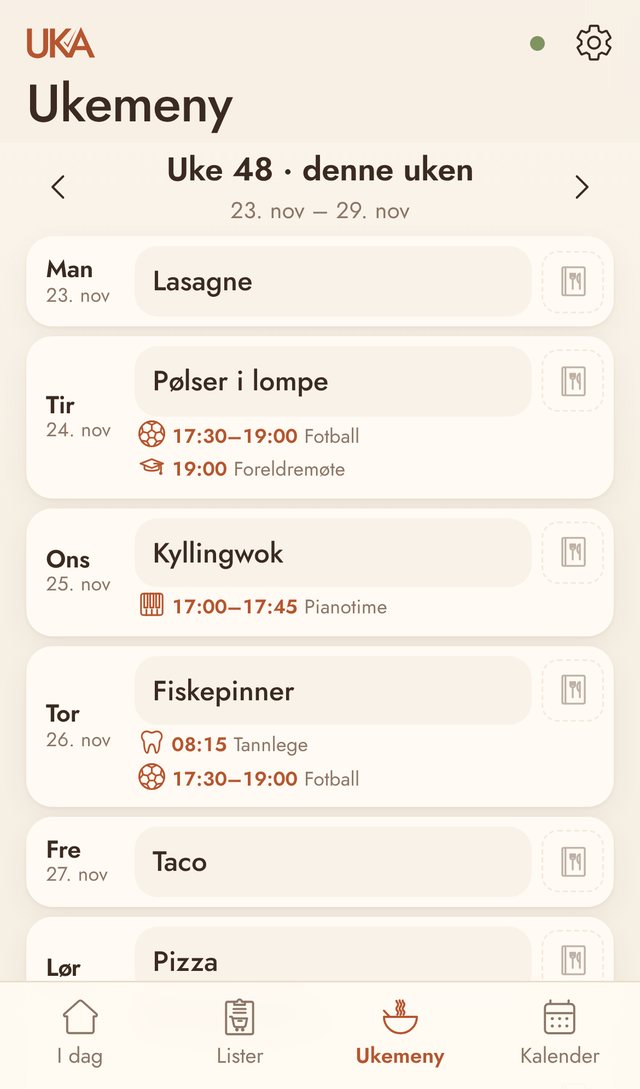 UKA
Ukemeny
Uke 48 · denne uken
23. nov – 29. nov
Man
23. nov
Lasagne
Tir
24. nov
Pølser i lompe
17:30–19:00 Fotball
19:00 Foreldremøte
Ons
25. nov
Kyllingwok
17:00–17:45 Pianotime
Tor
26. nov
Fiskepinner
08:15 Tannlege
17:30–19:00 Fotball
Fre
27. nov
Taco
Lør
Pizza
I dag
Lister
Ukemeny
Kalender